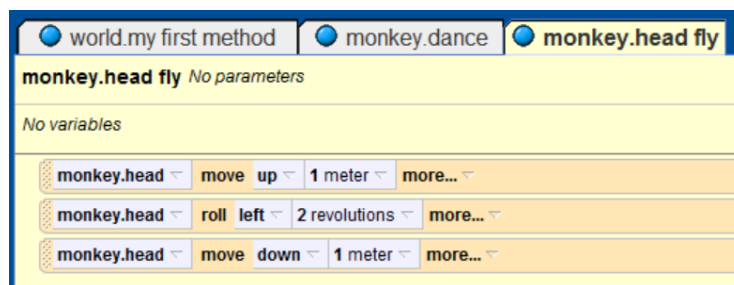 world.my first method monkey.dance monkey.head fly
monkey.head fly No parameters
No variables
monkey.head move up 1 meter more...
monkey.head roll left 2 revolutions more...
monkey.head move down 1 meter more...